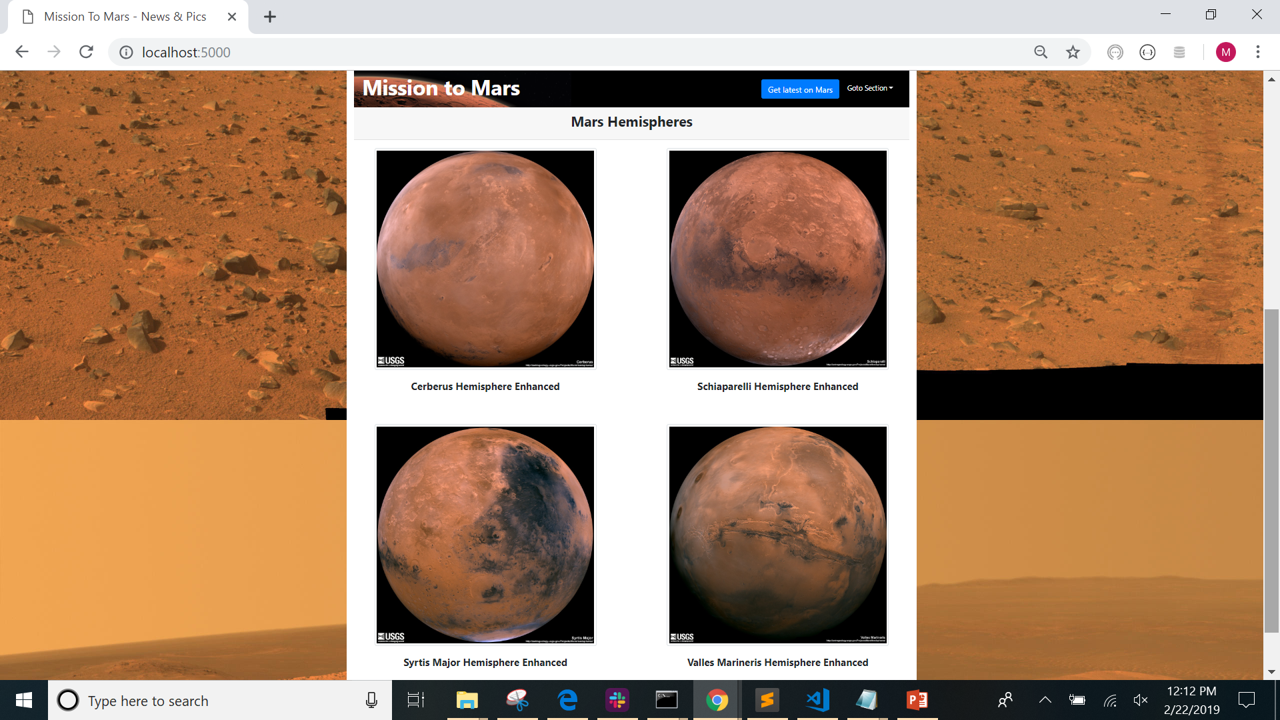 Mission To Mars - News & Pics
localhost:5000
M
Mission to Mars
Get latest on Mars
Goto Section
Mars Hemispheres
USGS
Cerberus
USGS
Schiaparelli
Cerberus Hemisphere Enhanced
Schiaparelli Hemisphere Enhanced
USGS
Syrtis Major
USGS
Valles Marineris
Syrtis Major Hemisphere Enhanced
Valles Marineris Hemisphere Enhanced
Type here to search
12:12 PM
2/22/2019